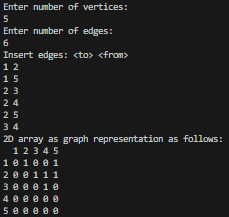 Enter number of vertices:
5
Enter number of edges:
6
Insert edges: <to> <from>
1 2
1 5
2 3
2 4
2 5
3 4
2D array as graph representation as follows:
  1 2 3 4 5
1 0 1 0 0 1
2 0 0 1 1 1
3 0 0 0 1 0
4 0 0 0 0 0
5 0 0 0 0 0